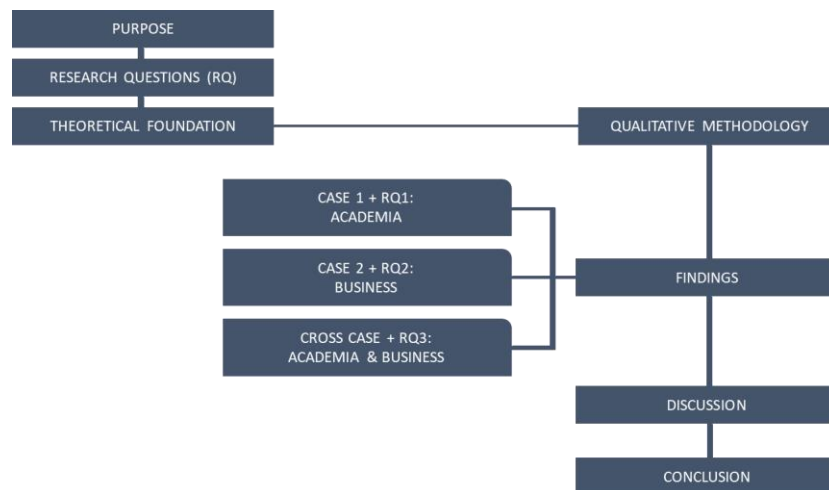 PURPOSE
RESEARCH QUESTIONS (RQ)
THEORETICAL FOUNDATION
QUALITATIVE METHODOLOGY
CASE 1 + RQ1:
ACADEMIA
CASE 2 + RQ2:
BUSINESS
FINDINGS
CROSS CASE + RQ3:
ACADEMIA & BUSINESS
DISCUSSION
CONCLUSION